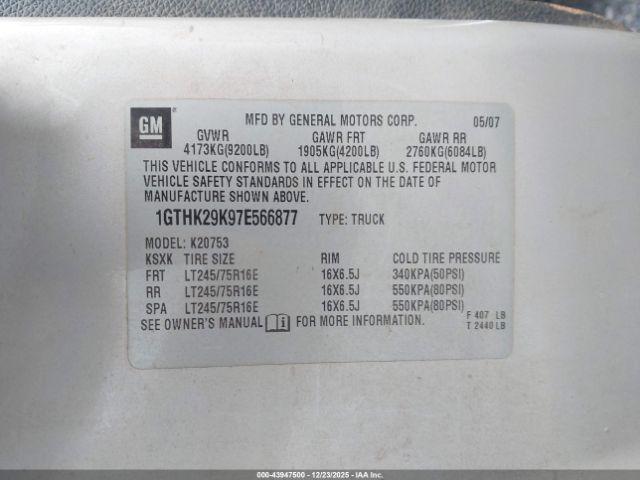 GM
MFD BY GENERAL MOTORS CORP. 05/07
GVWR GAWR FRT GAWR RR
4173KG(9200LB) 1905KG(4200LB) 2760KG(6084LB)
THIS VEHICLE CONFORMS TO ALL APPLICABLE U.S. FEDERAL MOTOR
VEHICLE SAFETY STANDARDS IN EFFECT ON THE DATE OF
MANUFACTURE SHOWN ABOVE.
1GTHK29K97E566877 TYPE: TRUCK
MODEL: K20753
KSXK TIRE SIZE RIM COLD TIRE PRESSURE
FRT LT245/75R16E 16X6.5J 340KPA(50PSI)
RR LT245/75R16E 16X6.5J 550KPA(80PSI)
SPA LT245/75R16E 16X6.5J 550KPA(80PSI)
SEE OWNER'S MANUAL i FOR MORE INFORMATION.
F 407 LB
T 2440 LB
000-43947500 - 12/23/2025 - IAA